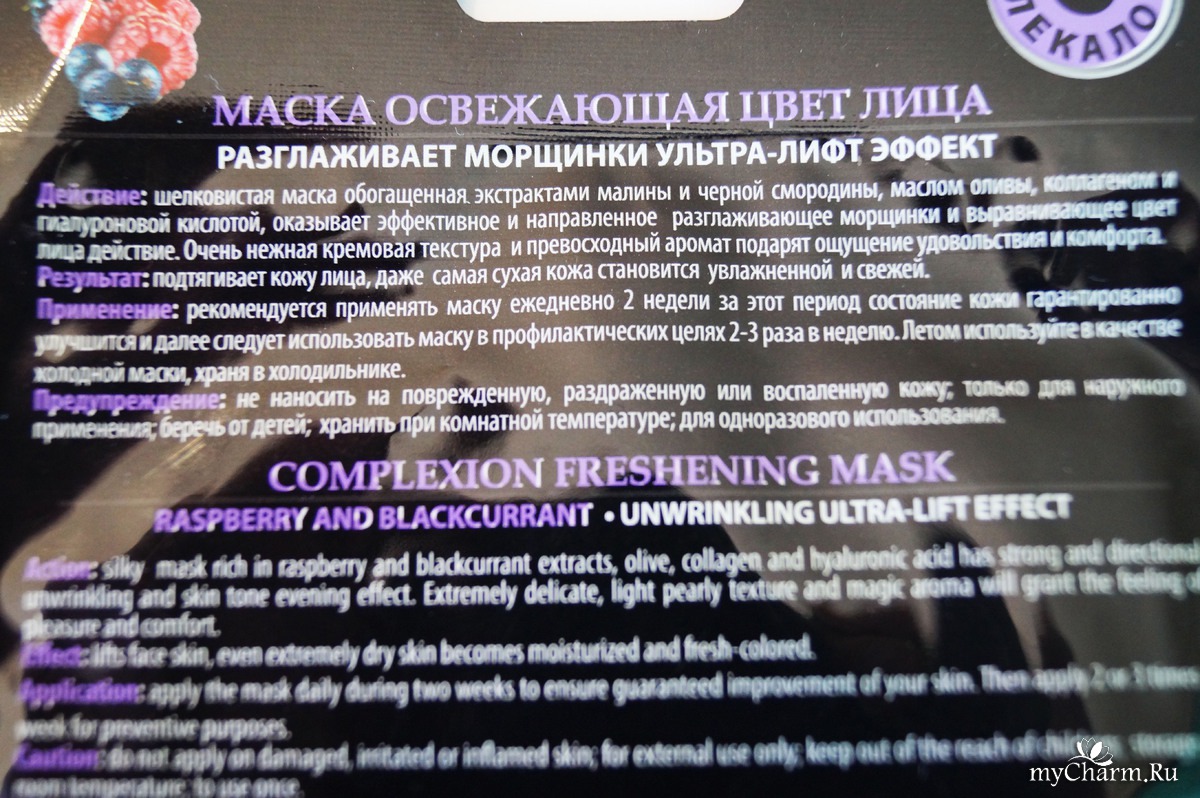 ЛЕКАЛО
МАСКА ОСВЕЖАЮЩАЯ ЦВЕТ ЛИЦА
РАЗГЛАЖИВАЕТ МОРЩИНКИ УЛЬТРА-ЛИФТ ЭФФЕКТ
Действие: шелковистая маска обогащенная экстрактами малины и черной смородины, маслом оливы, коллагеном и
гиалуроновой кислотой, оказывает эффективное и направленное разглаживающее морщинки и выравнивающее цвет
лица действие. Очень нежная кремовая текстура и превосходный аромат подарят ощущение удовольствия и комфорта.
Результат: подтягивает кожу лица, даже самая сухая кожа становится увлажненной и свежей.
Применение: рекомендуется применять маску ежедневно 2 недели за этот период состояние кожи гарантированно
улучшится и далее следует использовать маску в профилактических целях 2-3 раза в неделю. Летом используйте в качестве
холодной маски, храня в холодильнике.
Предупреждение: не наносить на поврежденную, раздраженную или воспаленную кожу; только для наружного
применения; беречь от детей; хранить при комнатной температуре; для одноразового использования.
COMPLEXION FRESHENING MASK
RASPBERRY AND BLACKCURRANT • UNWRINKLING ULTRA-LIFT EFFECT
Action: silky mask rich in raspberry and blackcurrant extracts, olive, collagen and hyaluronic acid has strong and directional
unwrinkling and skin tone evening effect. Extremely delicate, light pearly texture and magic aroma will grant the feeling
pleasure and comfort.
Effect: lifts face skin, even extremely dry skin becomes moisturized and fresh-colored.
Application: apply the mask daily during two weeks to ensure guaranteed improvement of your skin. Then apply 2 or 3 times
week for preventive purposes.
Caution: do not apply on damaged, irritated or inflamed skin; for external use only; keep out of the reach of
room temperature; to use once.
myCharm.Ru